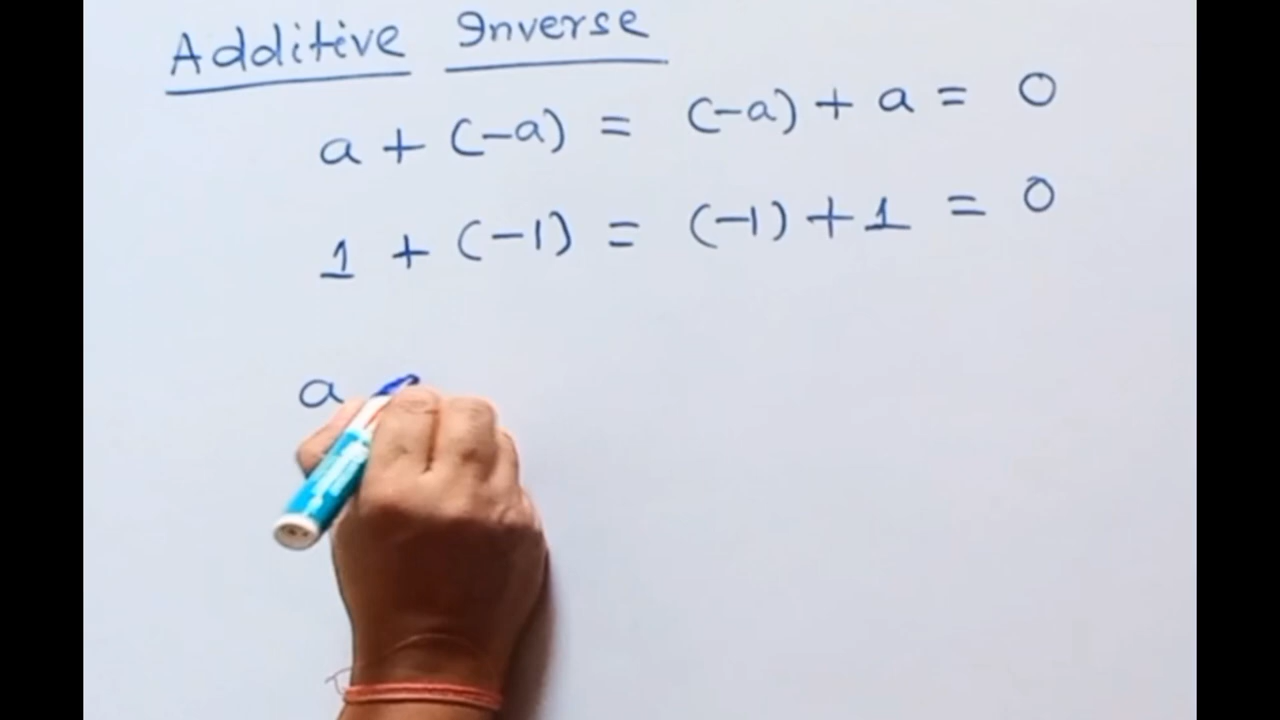 Additive Inverse
a + (-a) = (-a) + a = 0
1 + (-1) = (-1) + 1 = 0
a